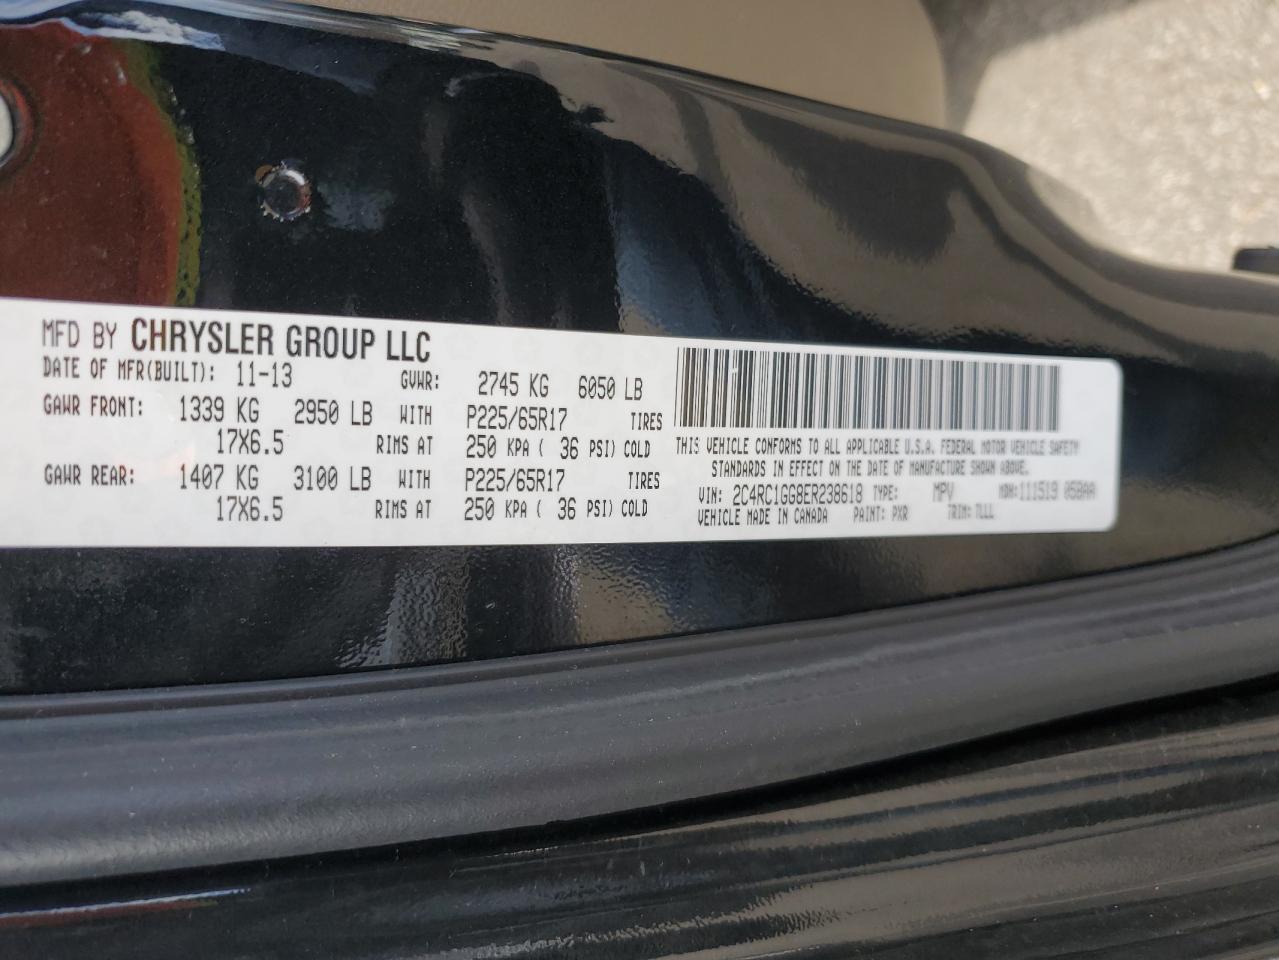 MFD BY CHRYSLER GROUP LLC
DATE OF MFR(BUILT): 11-13 GVWR: 2745 KG 6050 LB
GAWR FRONT: 1339 KG 2950 LB WITH P225/65R17 TIRES
17X6.5 RIMS AT 250 KPA ( 36 PSI) COLD
GAWR REAR: 1407 KG 3100 LB WITH P225/65R17 TIRES
17X6.5 RIMS AT 250 KPA ( 36 PSI) COLD
THIS VEHICLE CONFORMS TO ALL APPLICABLE U.S.A. FEDERAL MOTOR VEHICLE SAFETY
STANDARDS IN EFFECT ON THE DATE OF MANUFACTURE SHOWN ABOVE.
VIN: 2C4RC1GG8ER238618 TYPE: MPV MDH:111519 05BAA
VEHICLE MADE IN CANADA PAINT: PXR TRIM: TLLL